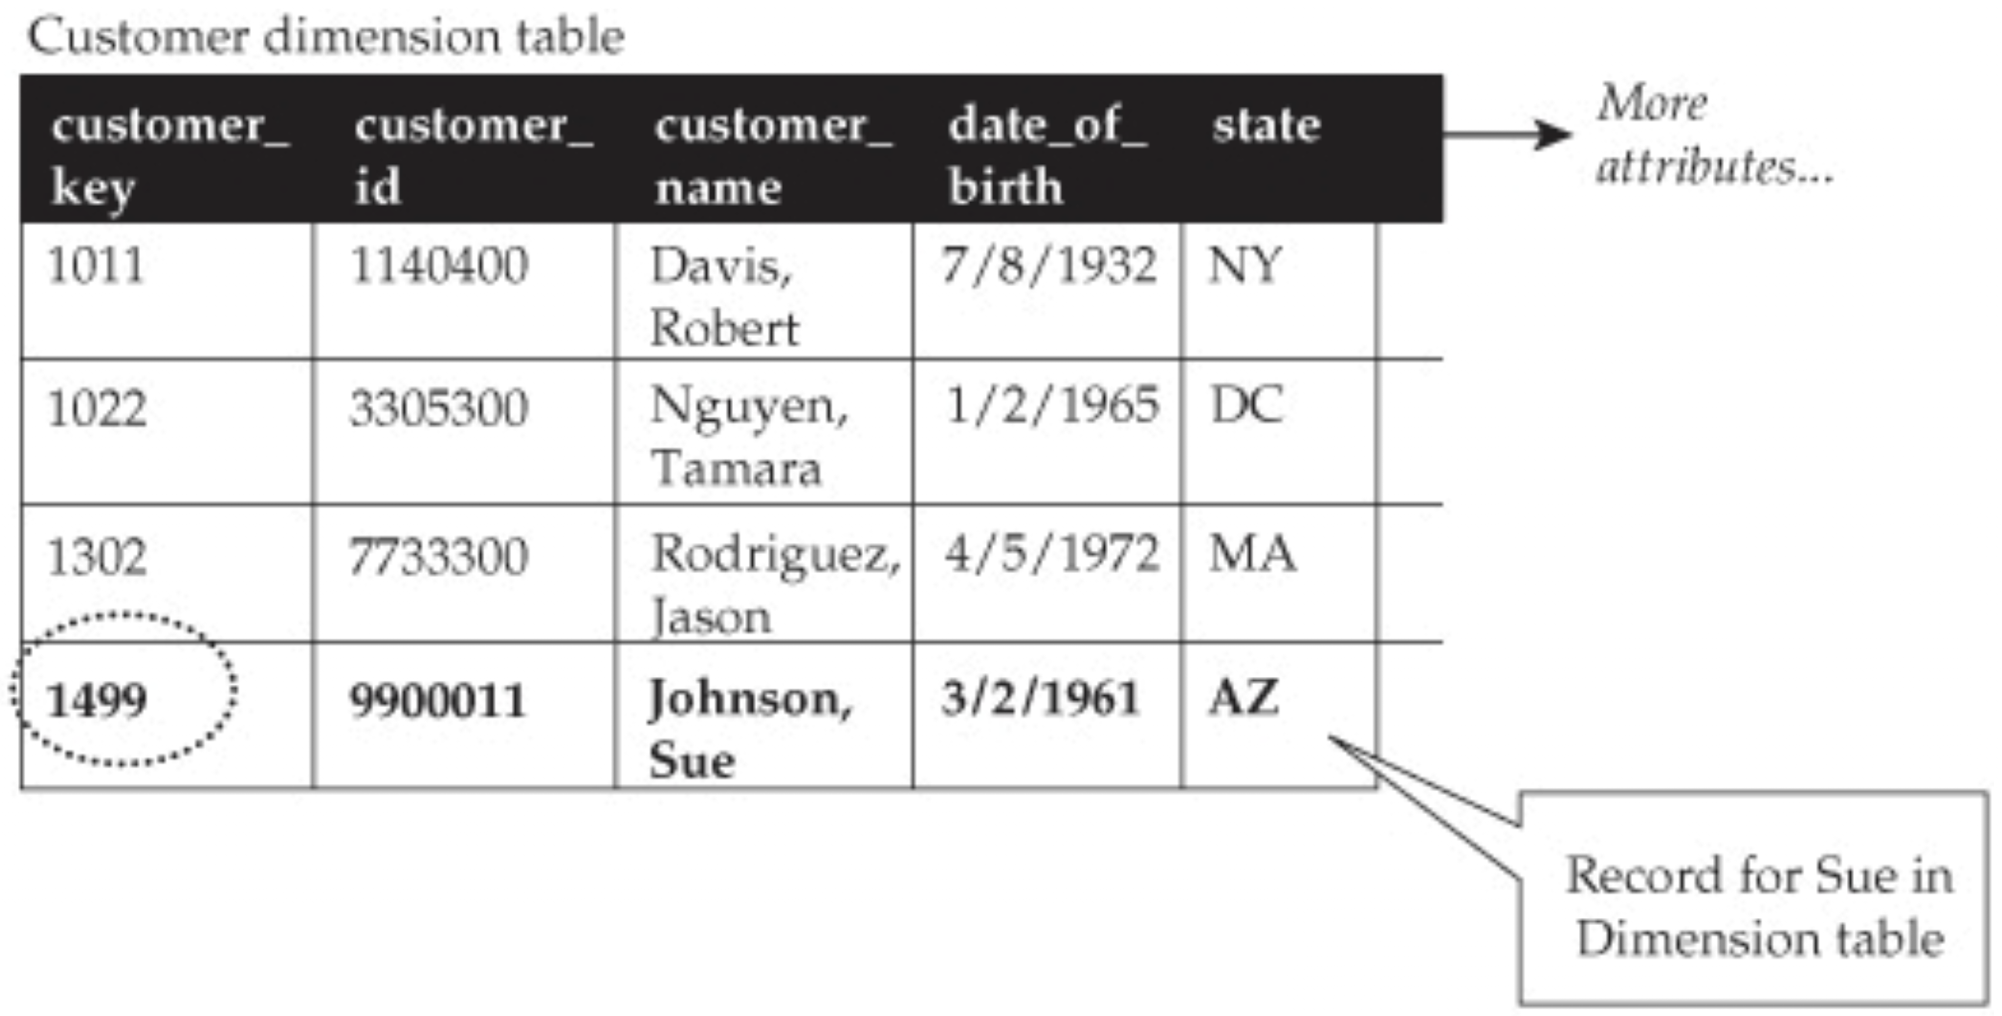 Customer dimension table
customer_ customer_ customer_ date_of_ state
key id name birth
More
attributes...
1011 1140400 Davis, 7/8/1932 NY
Robert
1022 3305300 Nguyen, 1/2/1965 DC
Tamara
1302 7733300 Rodriguez, 4/5/1972 MA
Jason
1499 9900011 Johnson, 3/2/1961 AZ
Sue
Record for Sue in
Dimension table